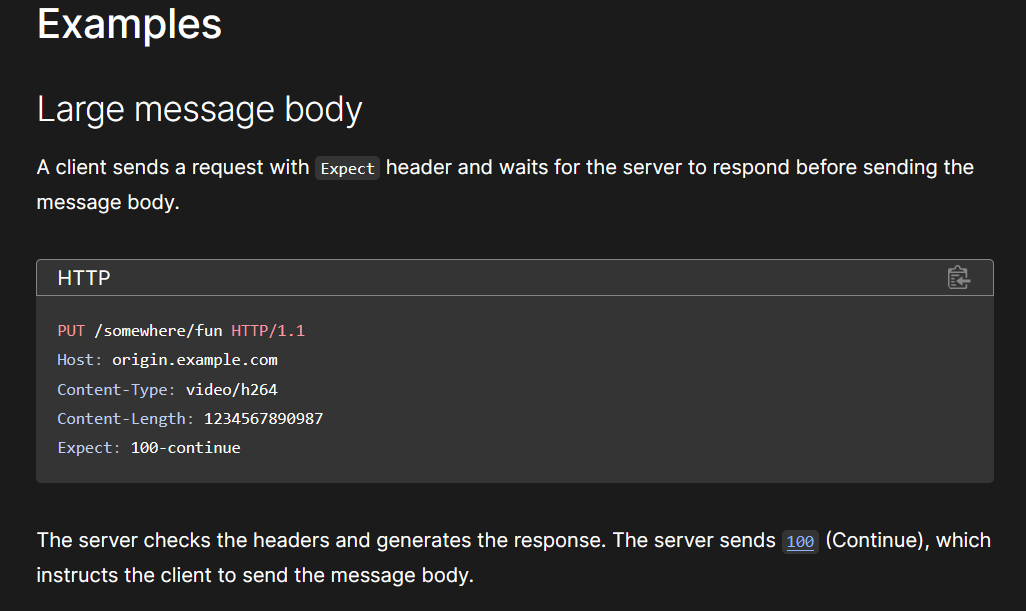 Examples
Large message body
A client sends a request with Expect header and waits for the server to respond before sending the
message body.
HTTP
PUT /somewhere/fun HTTP/1.1
Host: origin.example.com
Content-Type: video/h264
Content-Length: 1234567890987
Expect: 100-continue
The server checks the headers and generates the response. The server sends 100 (Continue), which
instructs the client to send the message body.